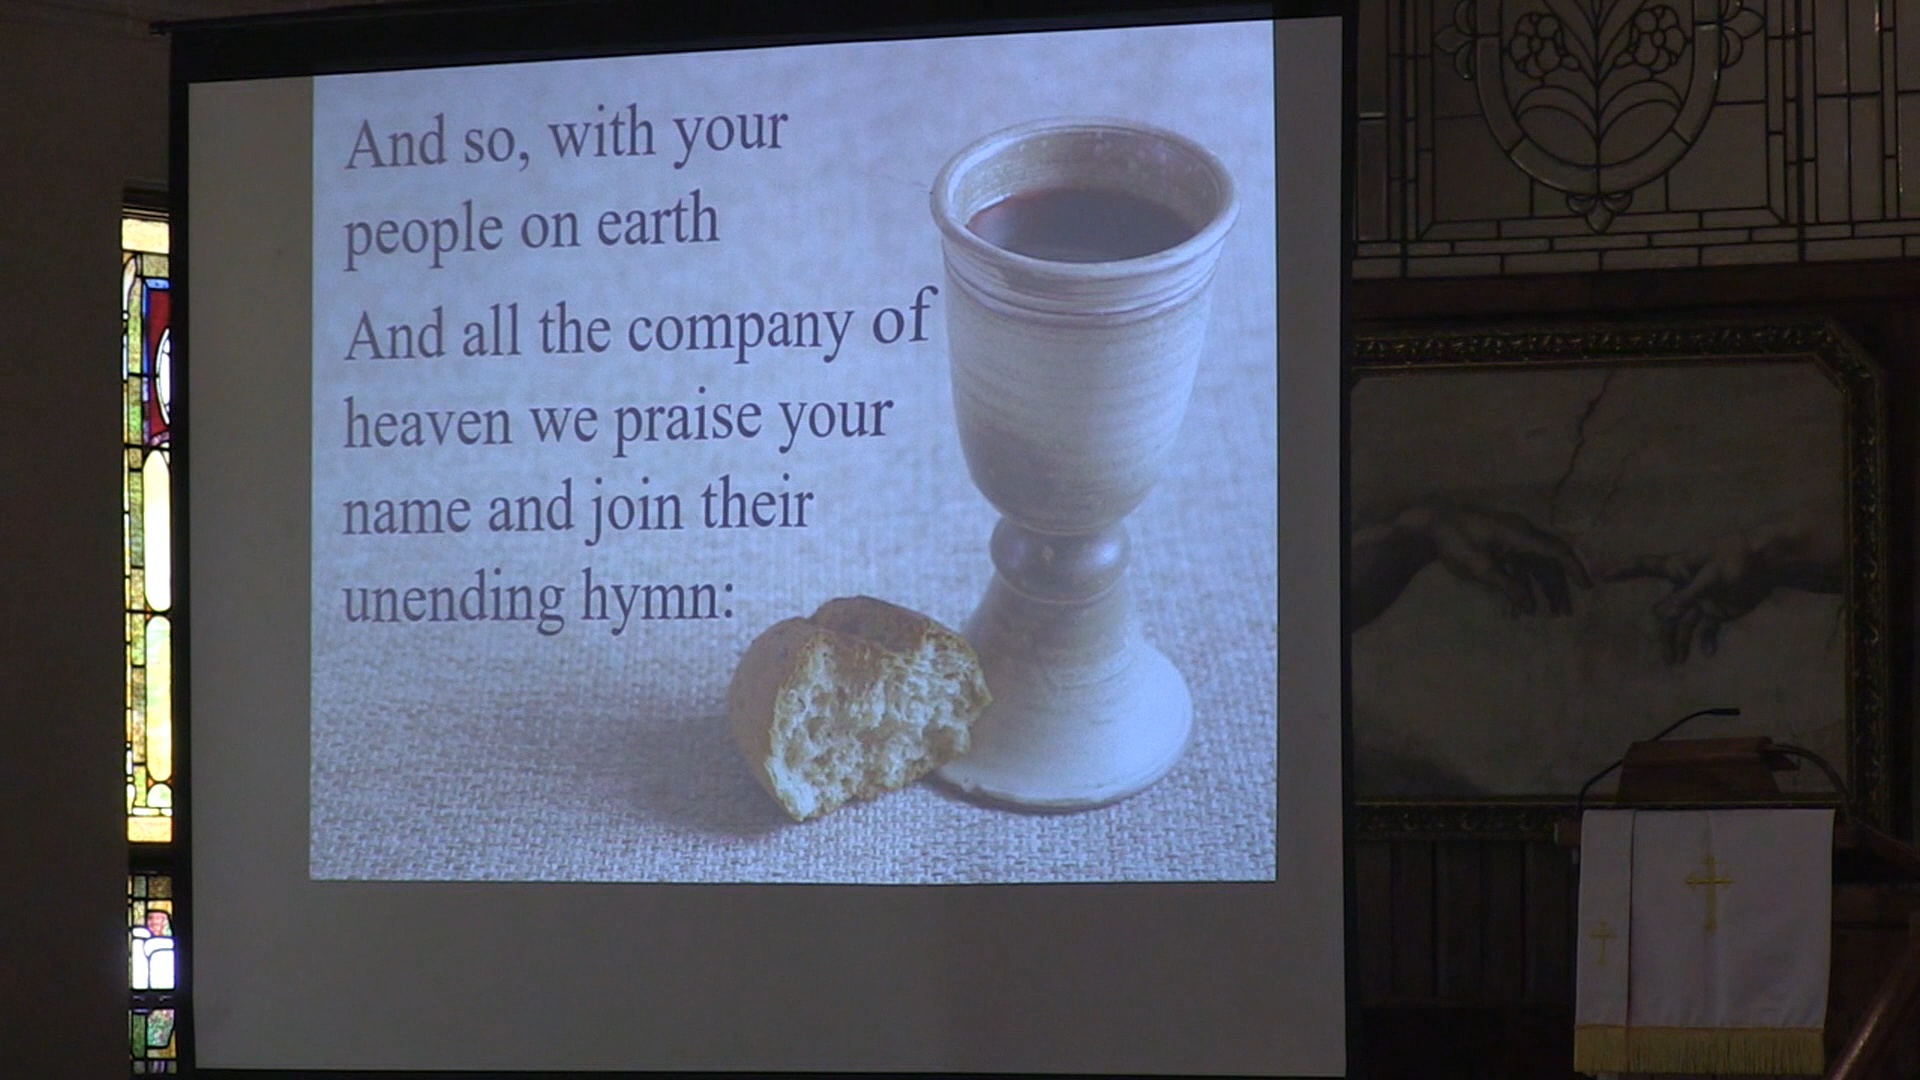 And so, with your
people on earth
And all the company of
heaven we praise your
name and join their
unending hymn: